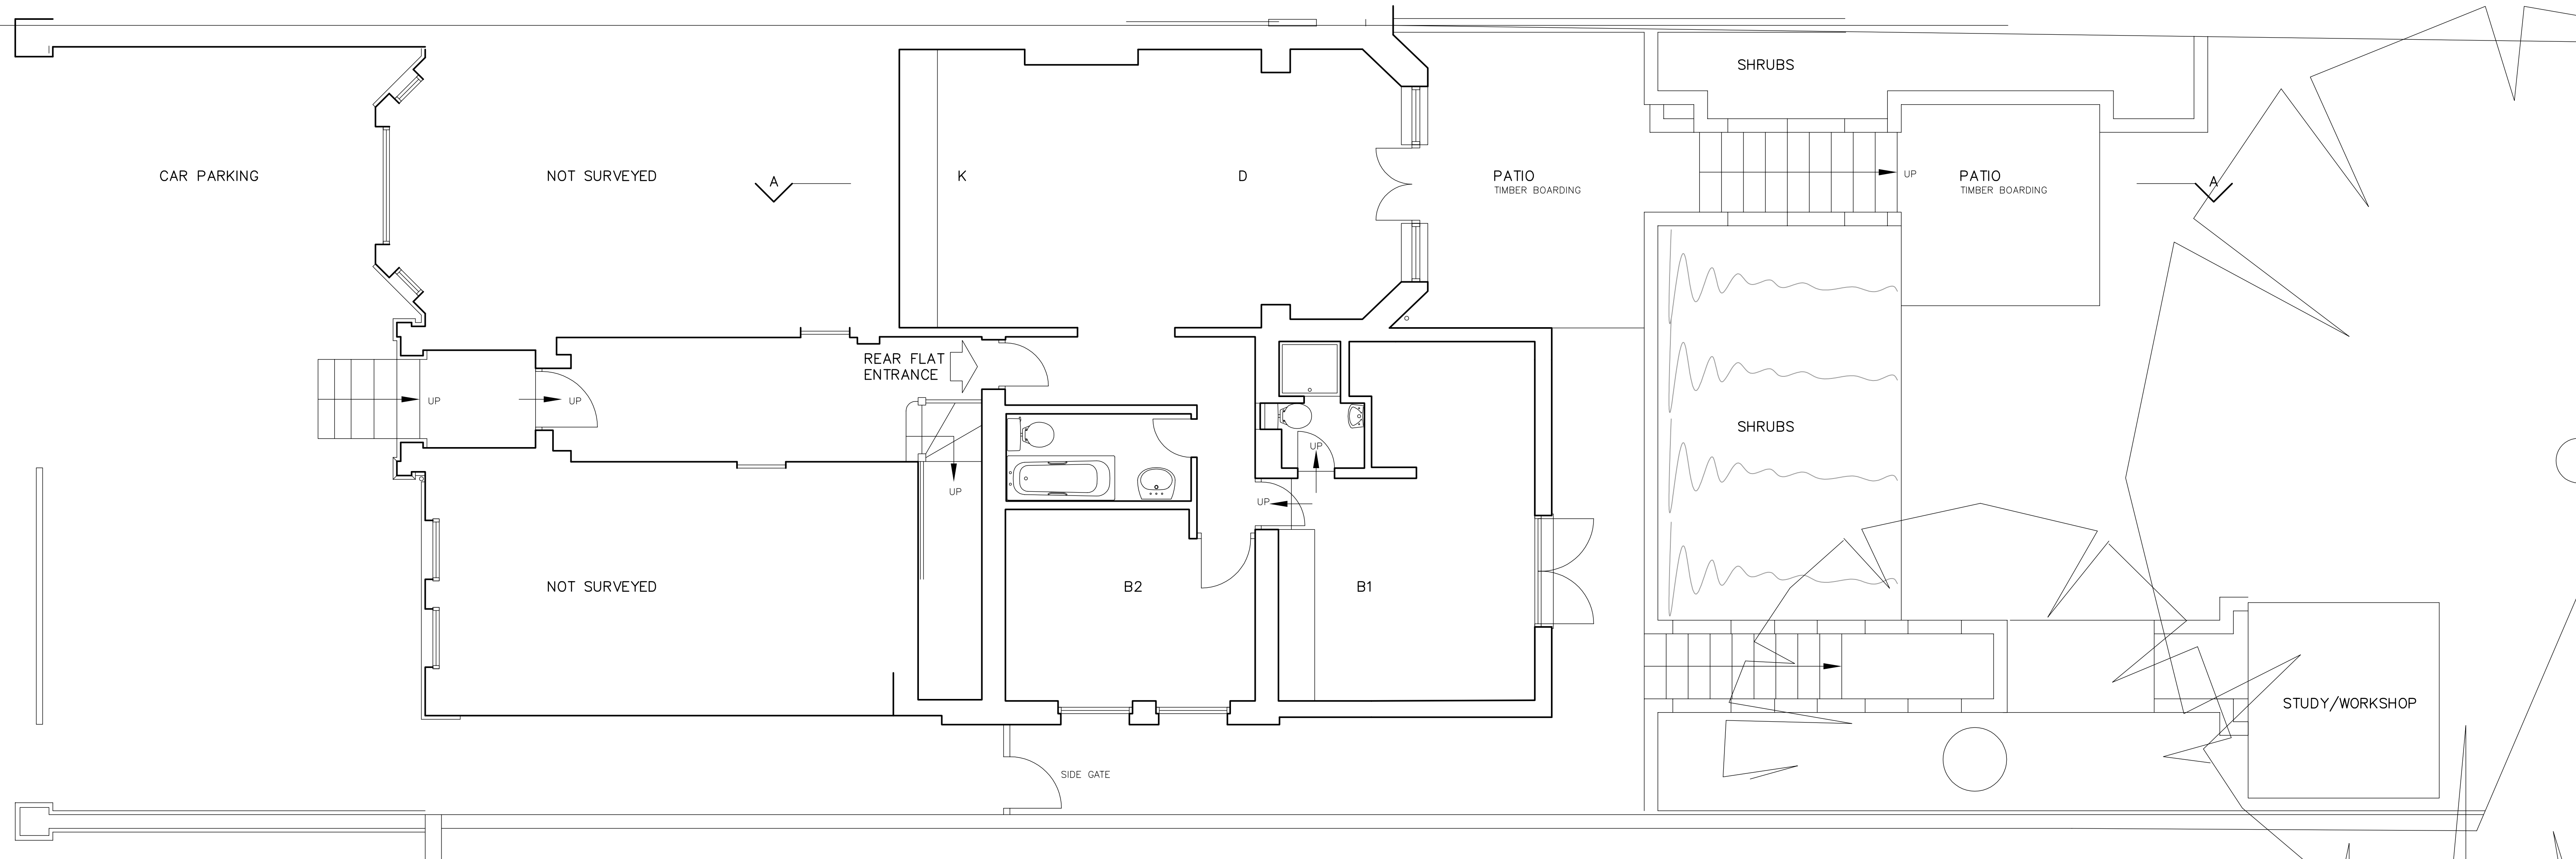 SHRUBS
CAR PARKING
NOT SURVEYED
A
K
D
PATIO
TIMBER BOARDING
UP
PATIO
TIMBER BOARDING
A
REAR FLAT
ENTRANCE
UP
UP
SHRUBS
UP
UP
UP
NOT SURVEYED
B2
B1
STUDY/WORKSHOP
SIDE GATE